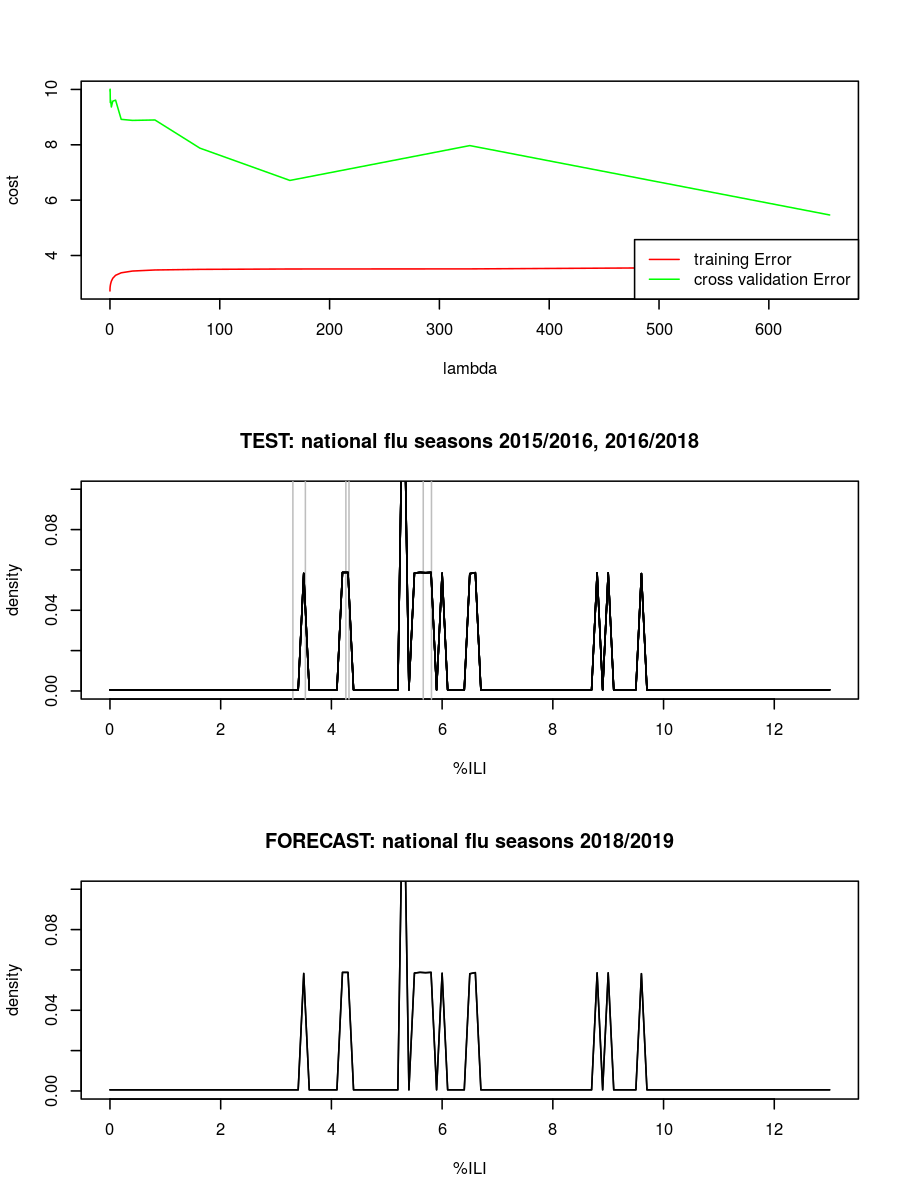 10
8
6
4
cost
training Error
cross validation Error
0 100 200 300 400 500 600
lambda
TEST: national flu seasons 2015/2016, 2016/2018
0.08
0.04
0.00
density
0 2 4 6 8 10 12
%ILI
FORECAST: national flu seasons 2018/2019
0.08
0.04
0.00
density
0 2 4 6 8 10 12
%ILI